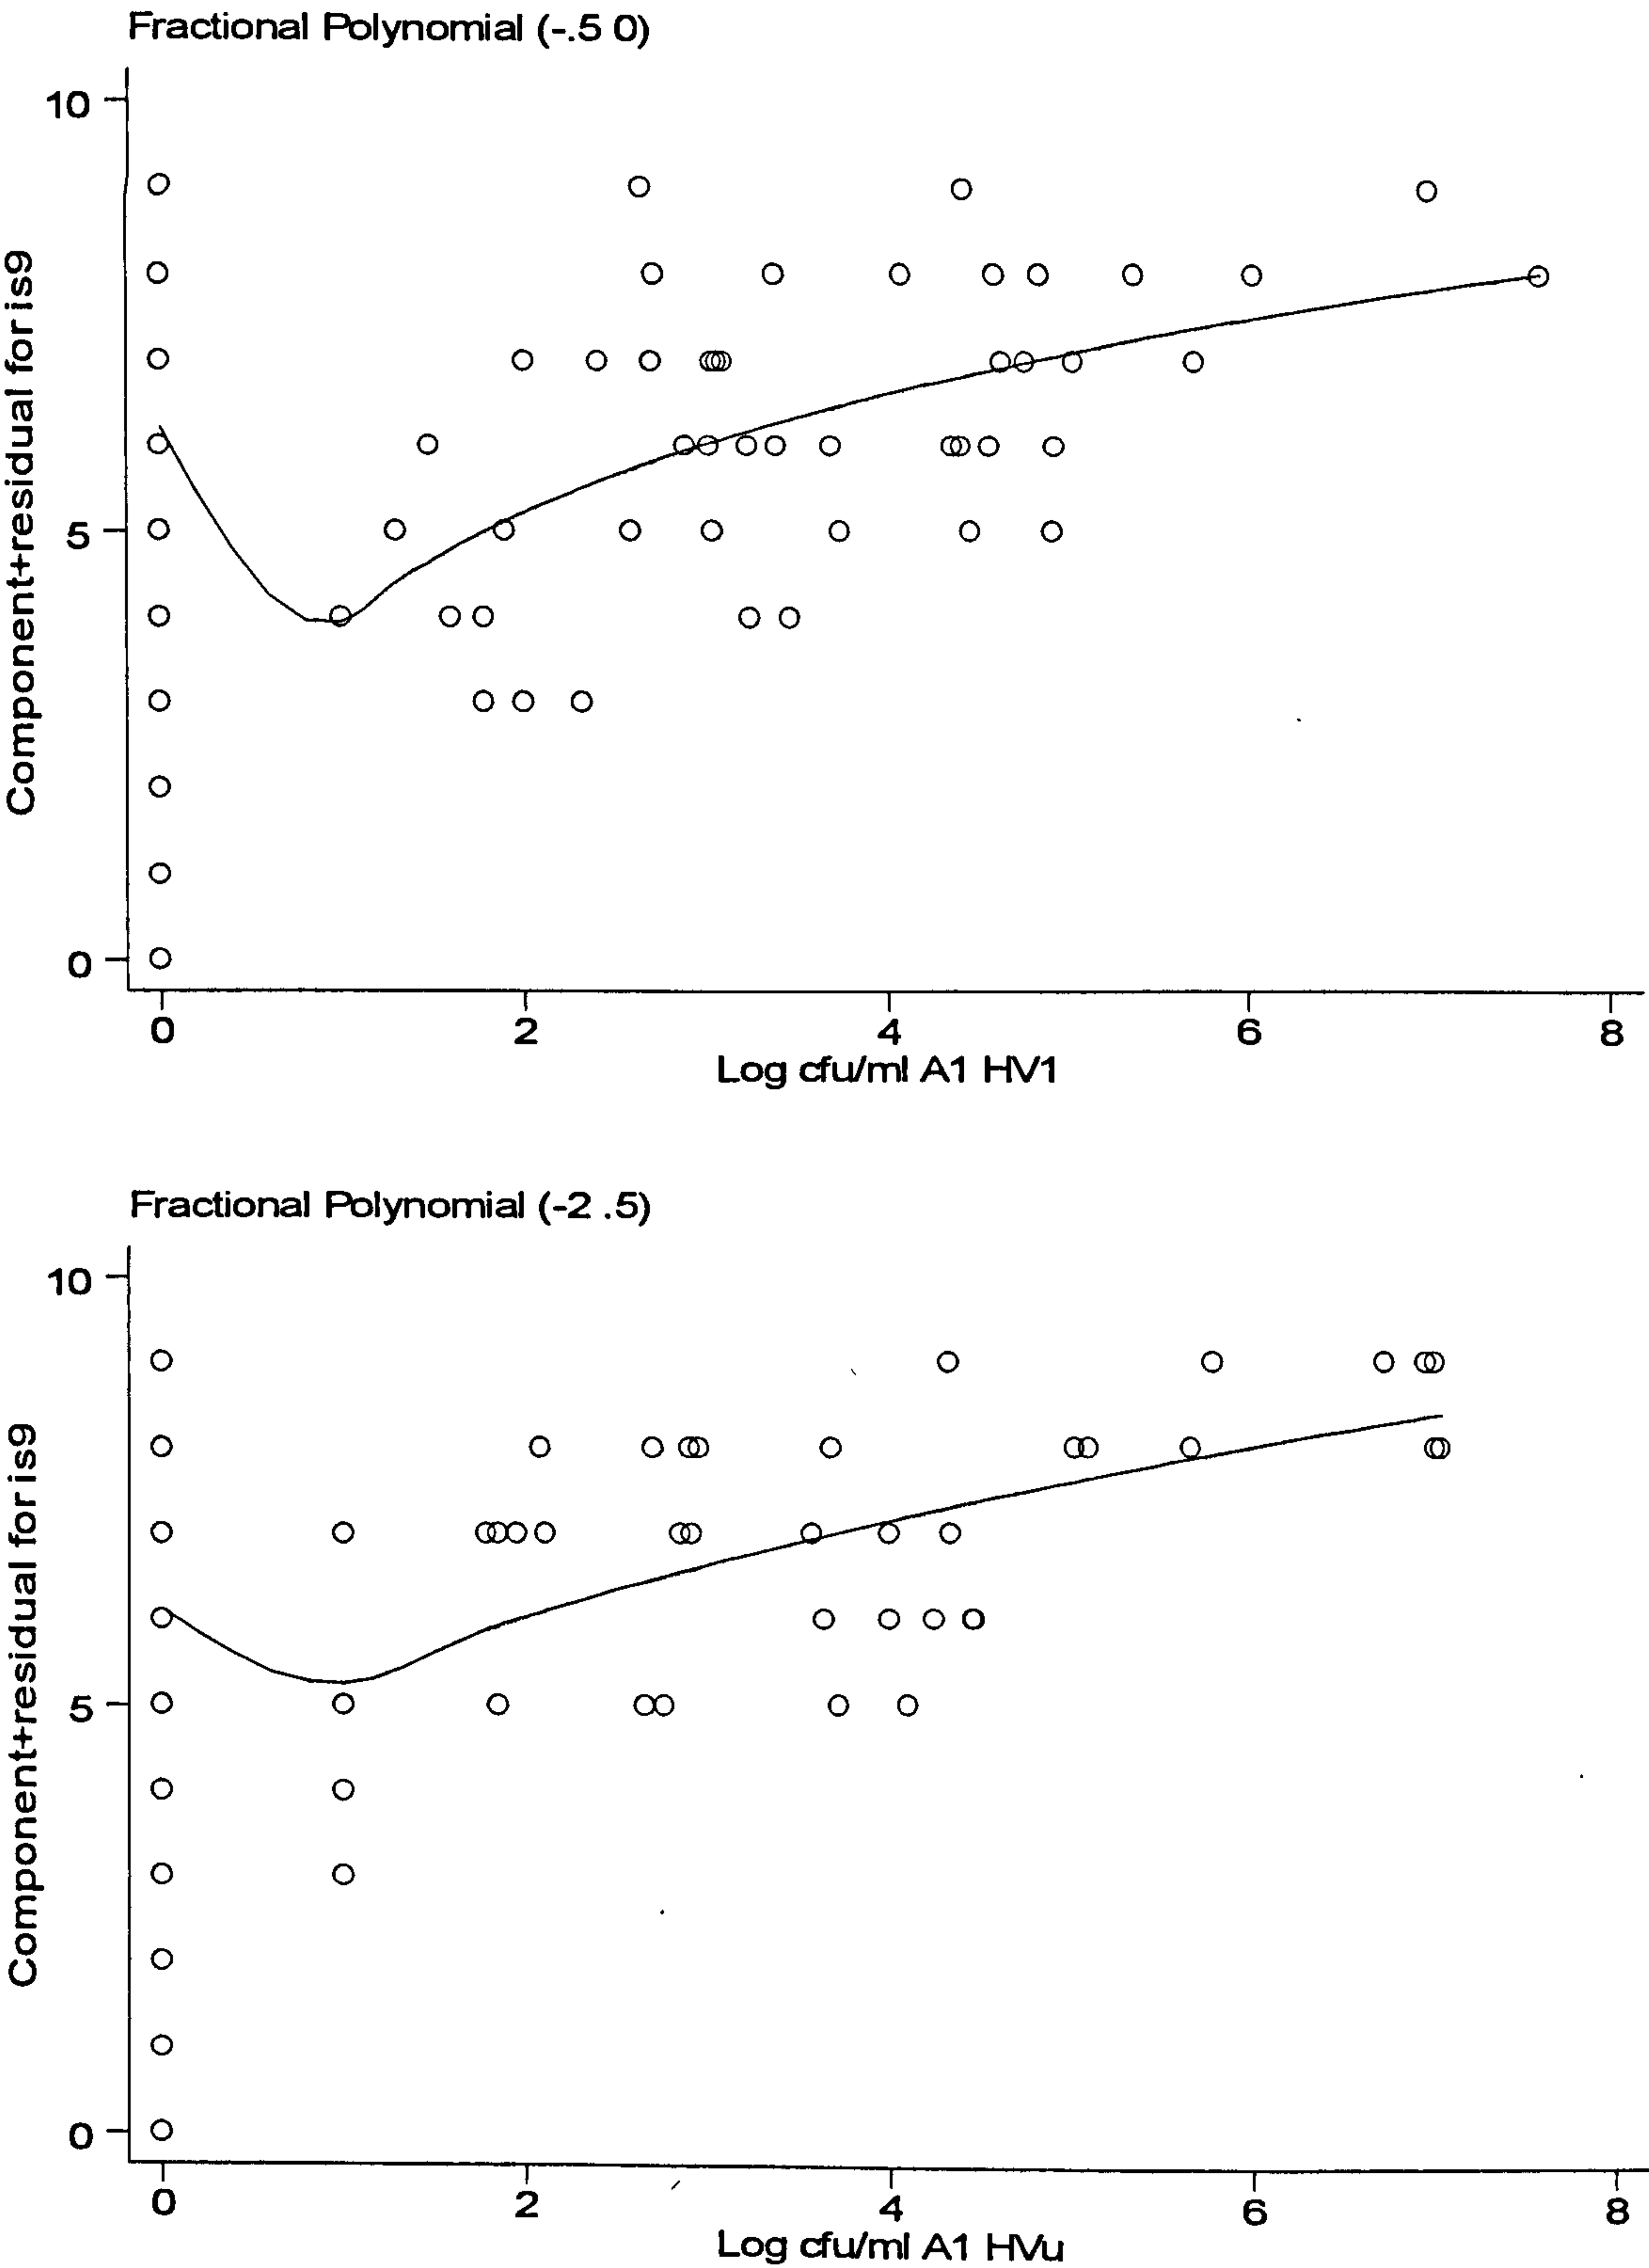 Fractional Polynomial (-.5 0)
Component+residual for is9
10
5
0
0 2 4 6 8
Log cfu/ml A1 HV1
Fractional Polynomial (-2 .5)
Component+residual for is9
10
5
0
0 2 4 6 8
Log cfu/ml A1 HVu